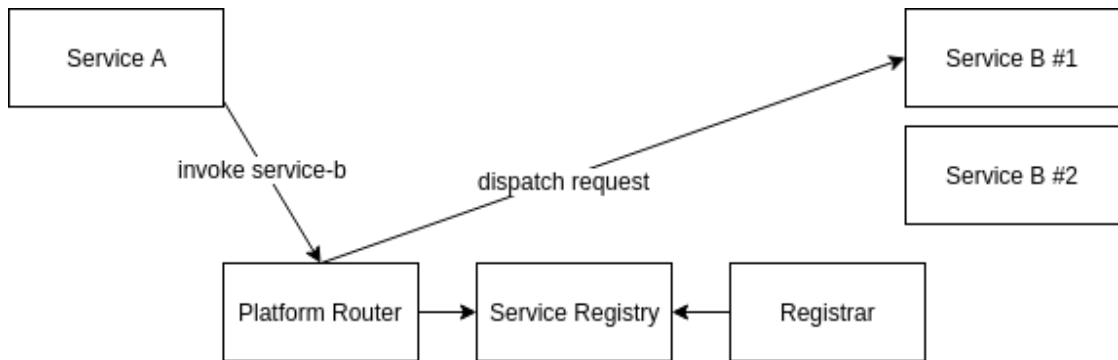 Service A
Service B #1
invoke service-b
dispatch request
Service B #2
Platform Router
Service Registry
Registrar